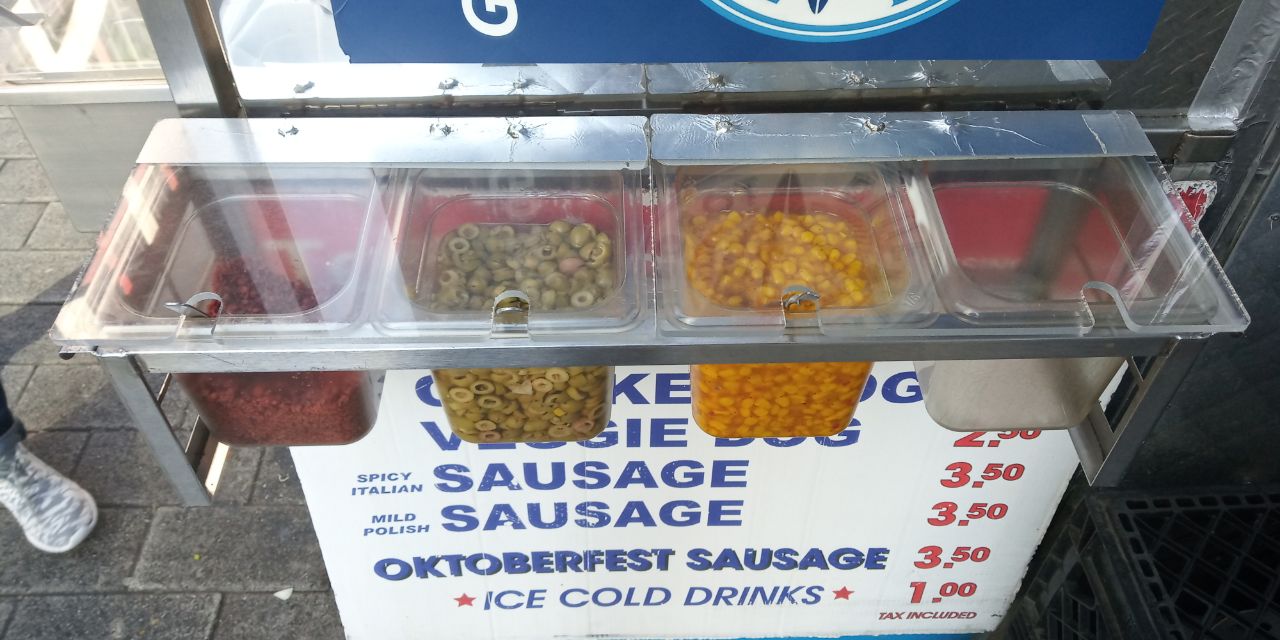 G
VEGGIE DOG 2.50
SPICY ITALIAN SAUSAGE 3.50
MILD POLISH SAUSAGE 3.50
OKTOBERFEST SAUSAGE 3.50
★ ICE COLD DRINKS ★ 1.00
TAX INCLUDED